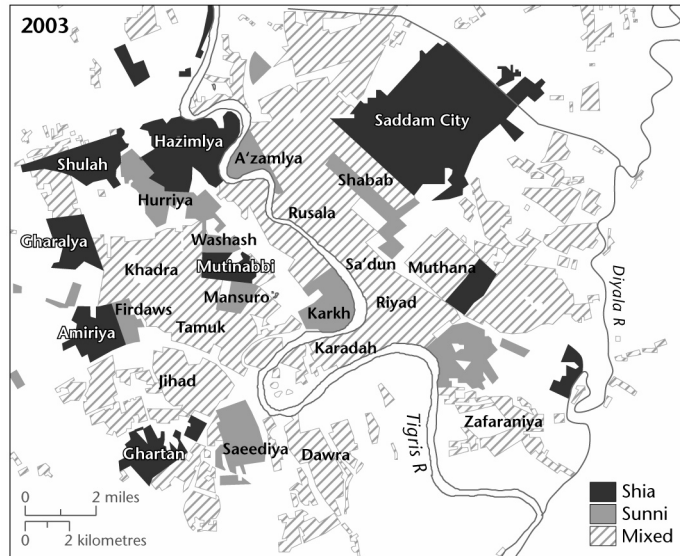 2003
Saddam City
Hazimlya
A'zamlya
Shulah
Shabab
Hurriya
Rusala
Gharalya
Washash
Khadra
Mutinabbi
Sa'dun
Muthana
Diyala R
Mansuro
Firdaws
Karkh
Riyad
Amiriya
Tamuk
Karadah
Jihad
Tigris R
Zafaraniya
Ghartan
Saeediya
Dawra
0 2 miles
0 2 kilometres
Shia
Sunni
Mixed